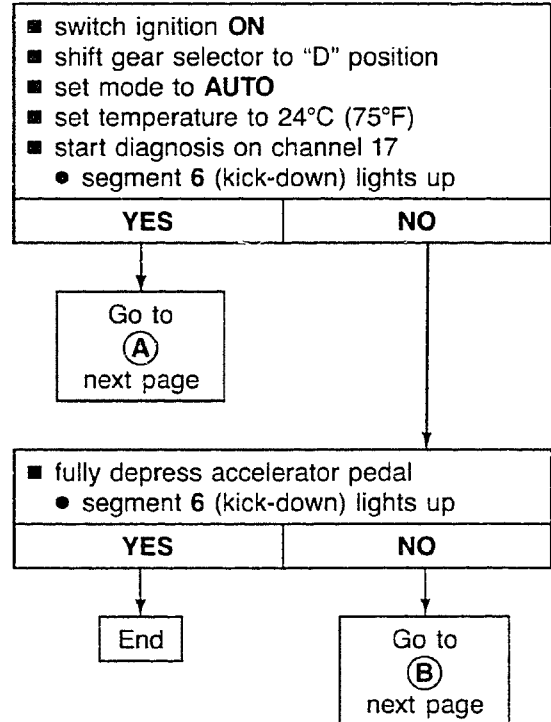 ■ switch ignition ON
■ shift gear selector to “D” position
■ set mode to AUTO
■ set temperature to 24°C (75°F)
■ start diagnosis on channel 17
● segment 6 (kick-down) lights up
YES NO
Go to
A
next page
■ fully depress accelerator pedal
● segment 6 (kick-down) lights up
YES NO
End
Go to
B
next page